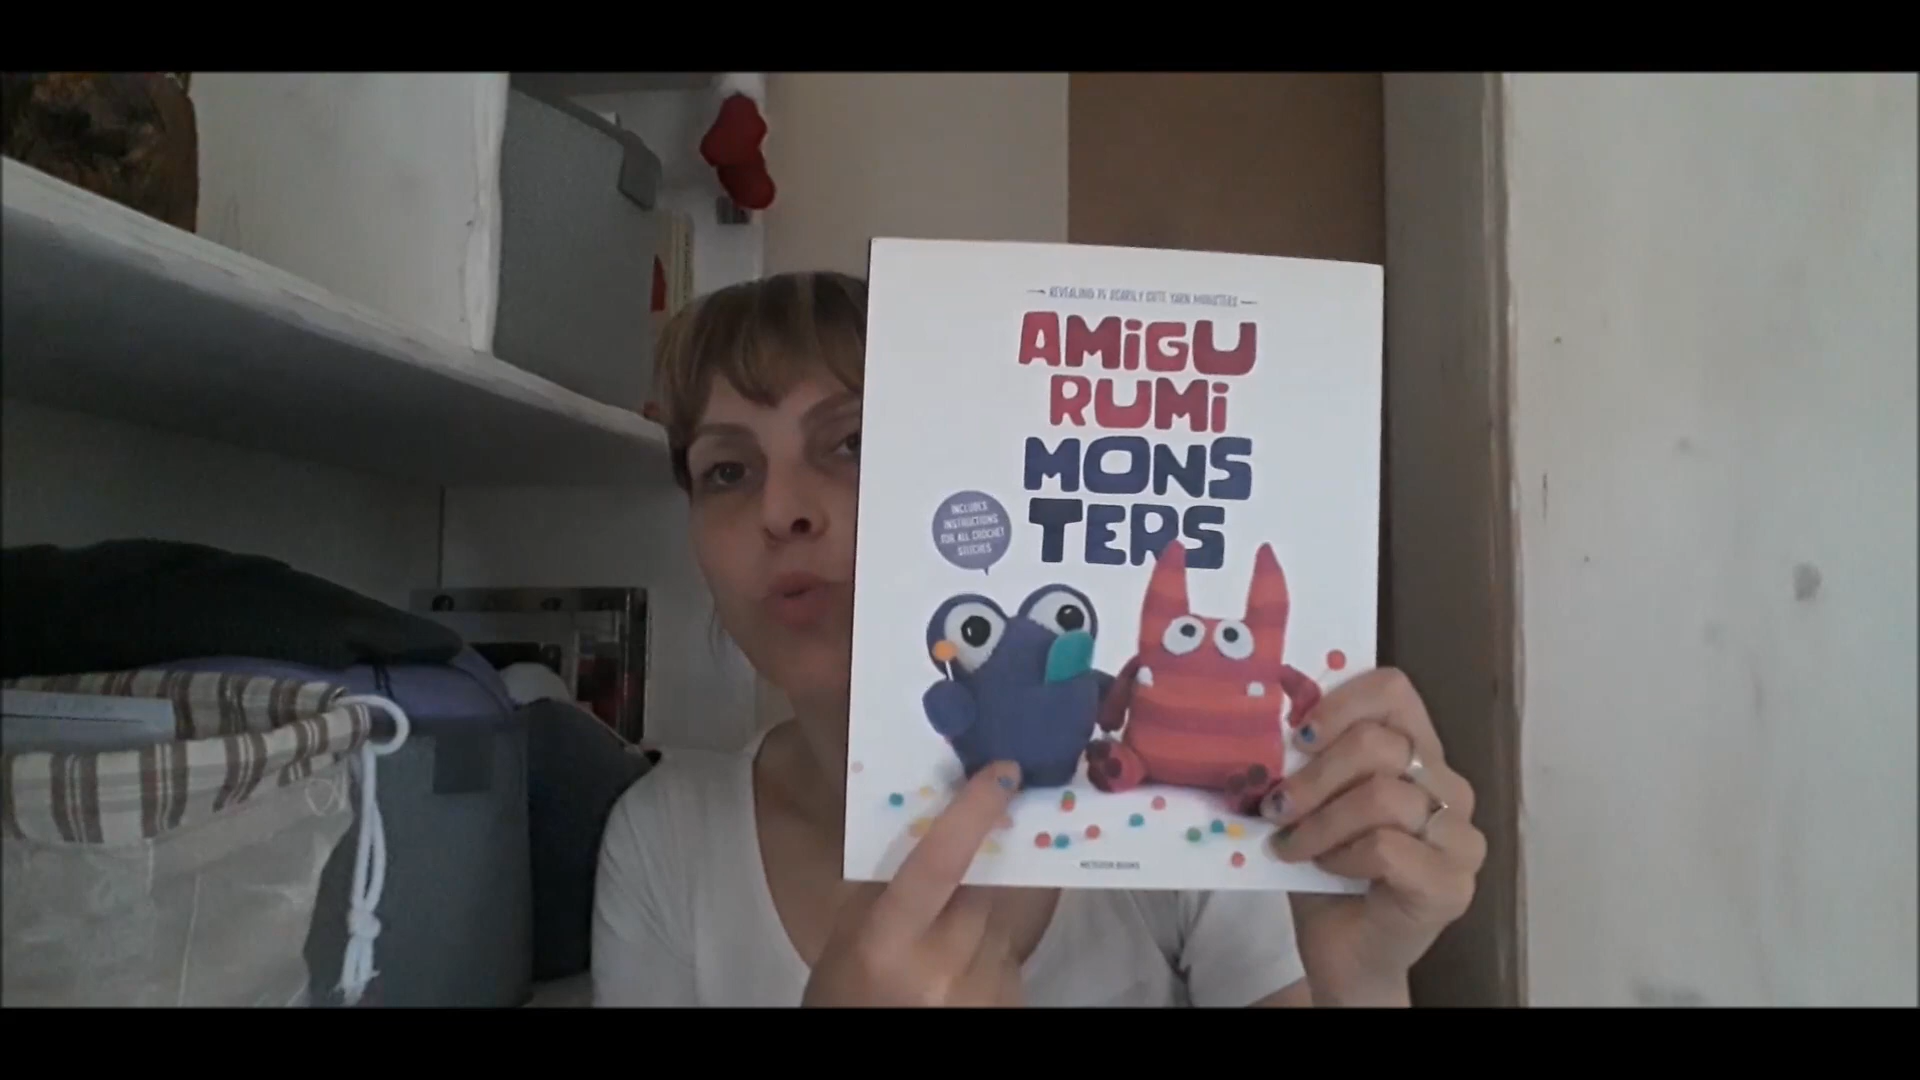 REVEALING 15 SCARILY CUTE YARN MONSTERS
AMiGU
RUMi
MONS
TERS
INCLUDES
INSTRUCTIONS
FOR ALL CROCHET
STITCHES
METEOOR BOOKS